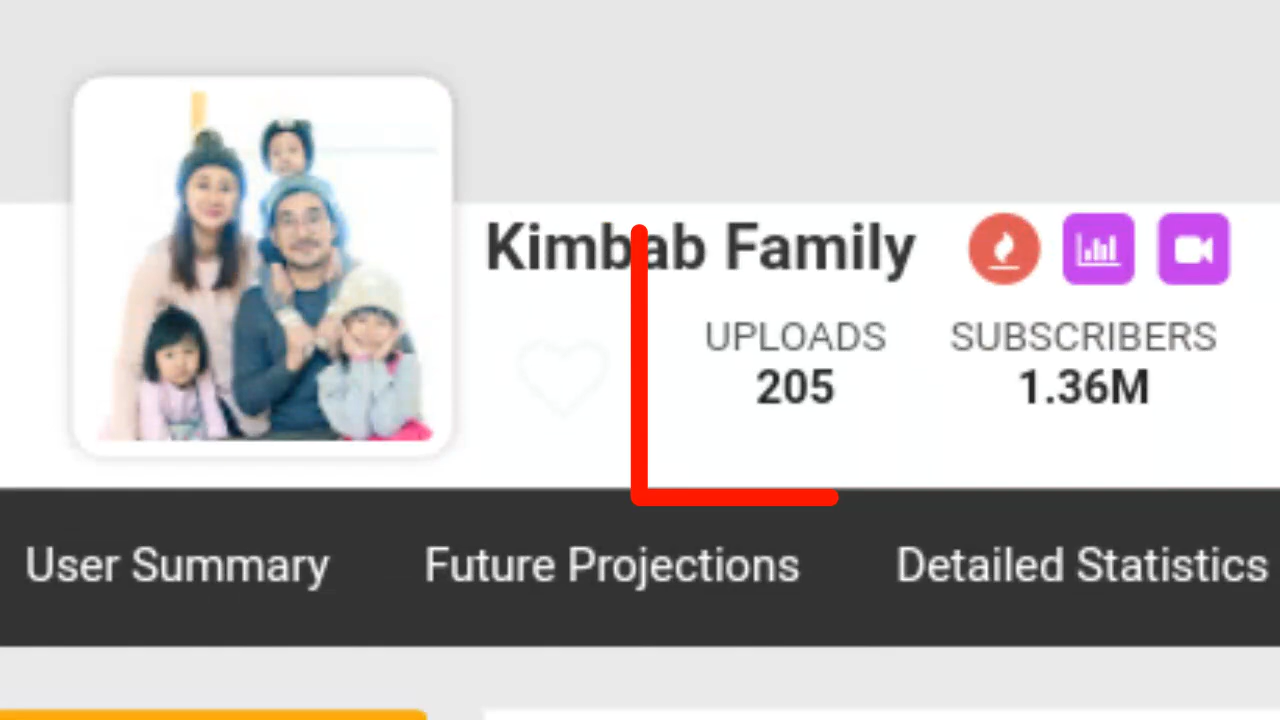 Kimbab Family
UPLOADS SUBSCRIBERS
205 1.36M
User Summary Future Projections Detailed Statistics